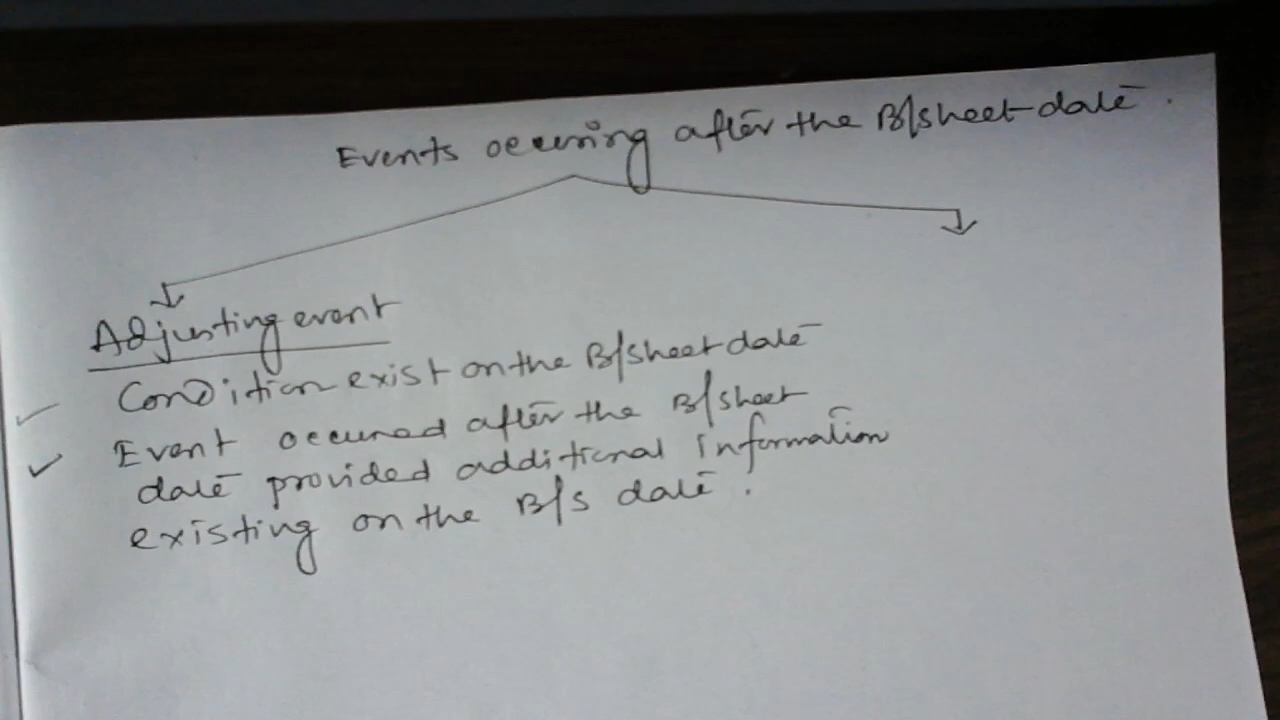 Events occuring after the B/sheet date.
Adjusting event
Condition exist on the B/Sheet date
Event occured after the B/sheet
date provided additional information
existing on the B/S date.